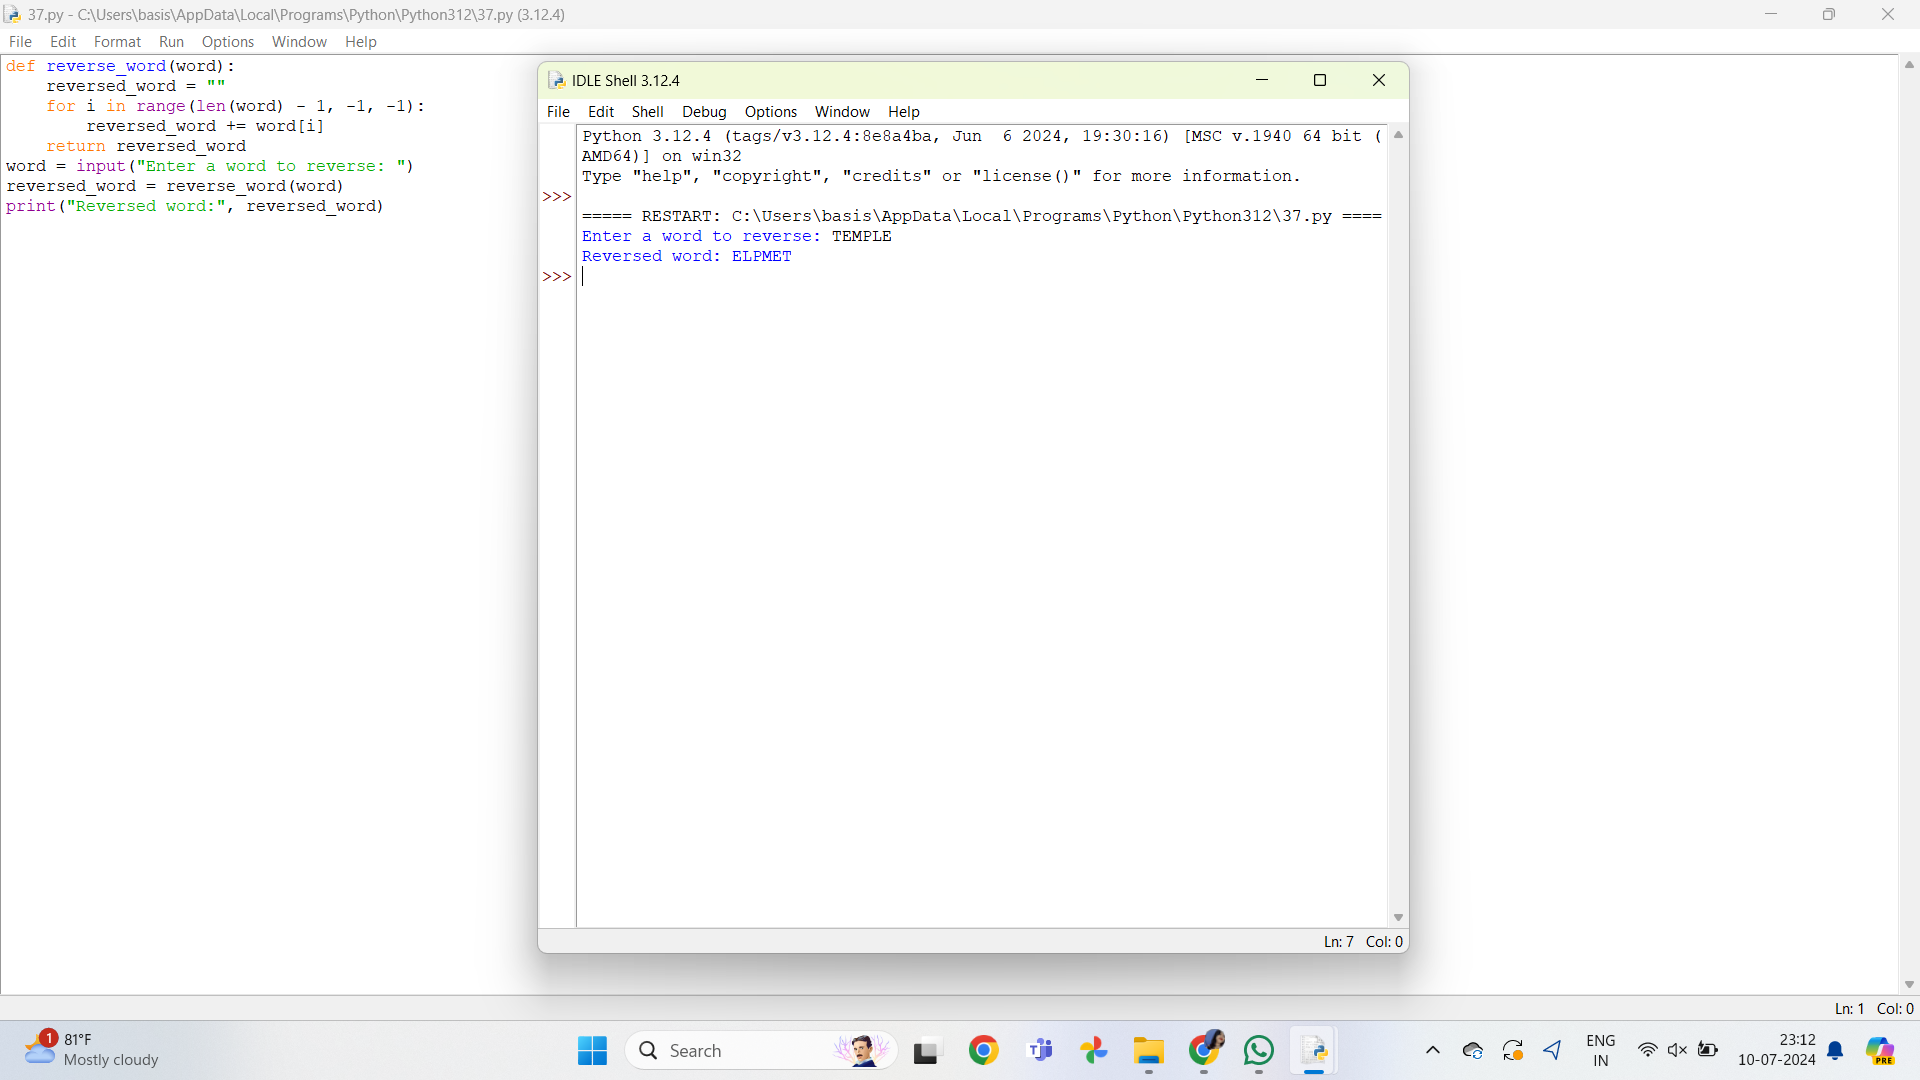 37.py - C:\Users\basis\AppData\Local\Programs\Python\Python312\37.py (3.12.4)
File Edit Format Run Options Window Help
def reverse_word(word):
    reversed_word = ""
    for i in range(len(word) - 1, -1, -1):
        reversed_word += word[i]
    return reversed_word
word = input("Enter a word to reverse: ")
reversed_word = reverse_word(word)
print("Reversed word:", reversed_word)
IDLE Shell 3.12.4
File Edit Shell Debug Options Window Help
Python 3.12.4 (tags/v3.12.4:8e8a4ba, Jun  6 2024, 19:30:16) [MSC v.1940 64 bit (
AMD64)] on win32
Type "help", "copyright", "credits" or "license()" for more information.
>>>
===== RESTART: C:\Users\basis\AppData\Local\Programs\Python\Python312\37.py ====
Enter a word to reverse: TEMPLE
Reversed word: ELPMET
>>>
Ln: 7 Col: 0
Ln: 1 Col: 0
1
81°F
Mostly cloudy
Search
ENG
IN
23:12
10-07-2024
PRE